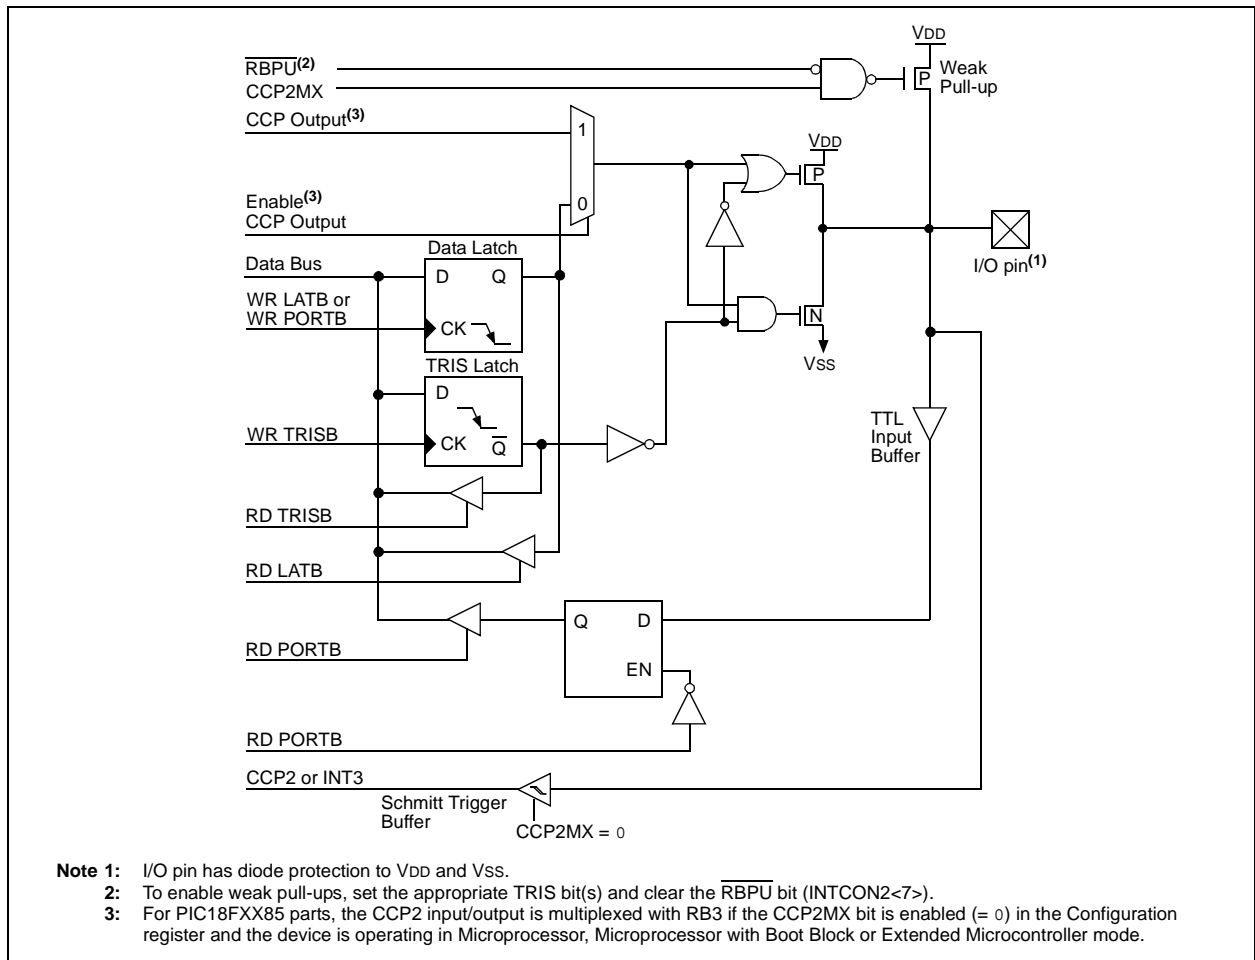 VDD
RBPU(2)
Weak
Pull-up
P
CCP2MX
CCP Output(3)
1
VDD
P
Enable(3)
CCP Output
0
Data Latch
I/O pin(1)
Data Bus
D Q
WR LATB or
WR PORTB
CK
N
VSS
TRIS Latch
D
TTL
Input
Buffer
WR TRISB
CK Q
RD TRISB
RD LATB
Q D
RD PORTB
EN
RD PORTB
CCP2 or INT3
Schmitt Trigger
Buffer
CCP2MX = 0
Note 1: I/O pin has diode protection to VDD and VSS.
2: To enable weak pull-ups, set the appropriate TRIS bit(s) and clear the RBPU bit (INTCON2<7>).
3: For PIC18FXX85 parts, the CCP2 input/output is multiplexed with RB3 if the CCP2MX bit is enabled (= 0) in the Configuration
register and the device is operating in Microprocessor, Microprocessor with Boot Block or Extended Microcontroller mode.